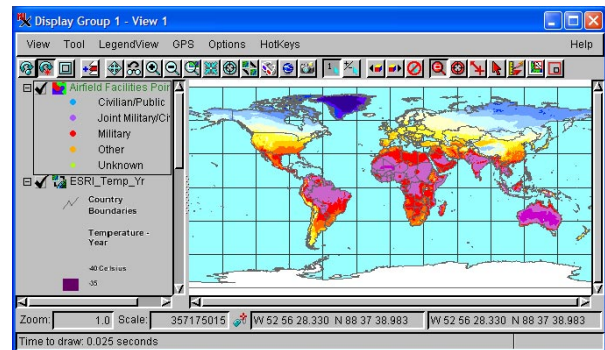 Display Group 1 - View 1
View Tool LegendView GPS Options HotKeys Help
Airfield Facilities Poin
Civilian/Public
Joint Military/Civ
Military
Other
Unknown
ESRI_Temp_Yr
Country
Boundaries
Temperature -
Year
-40 Celsius
-35
Zoom: 1.0 Scale: 357175015 W 52 56 28.330 N 88 37 38.983 W 52 56 28.330 N 88 37 38.983
Time to draw: 0.025 seconds